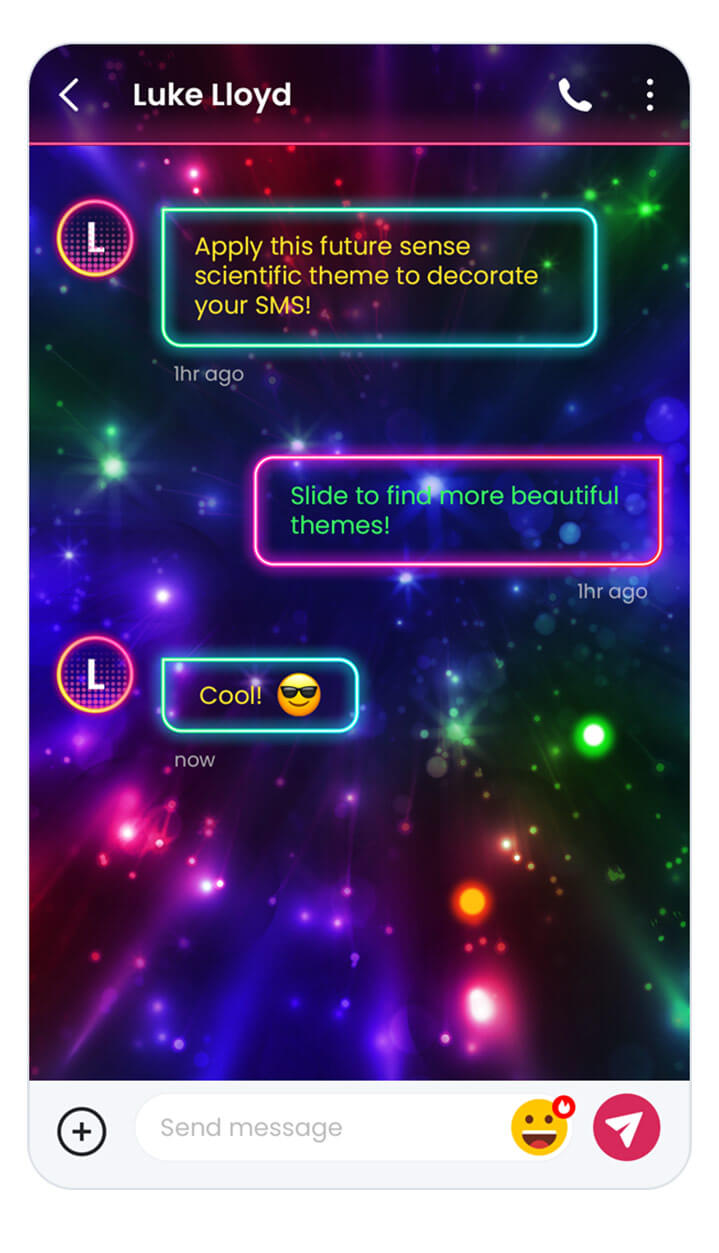 Luke Lloyd
L
Apply this future sense
scientific theme to decorate
your SMS!
1hr ago
Slide to find more beautiful
themes!
1hr ago
L
Cool! 😎
now
Send message